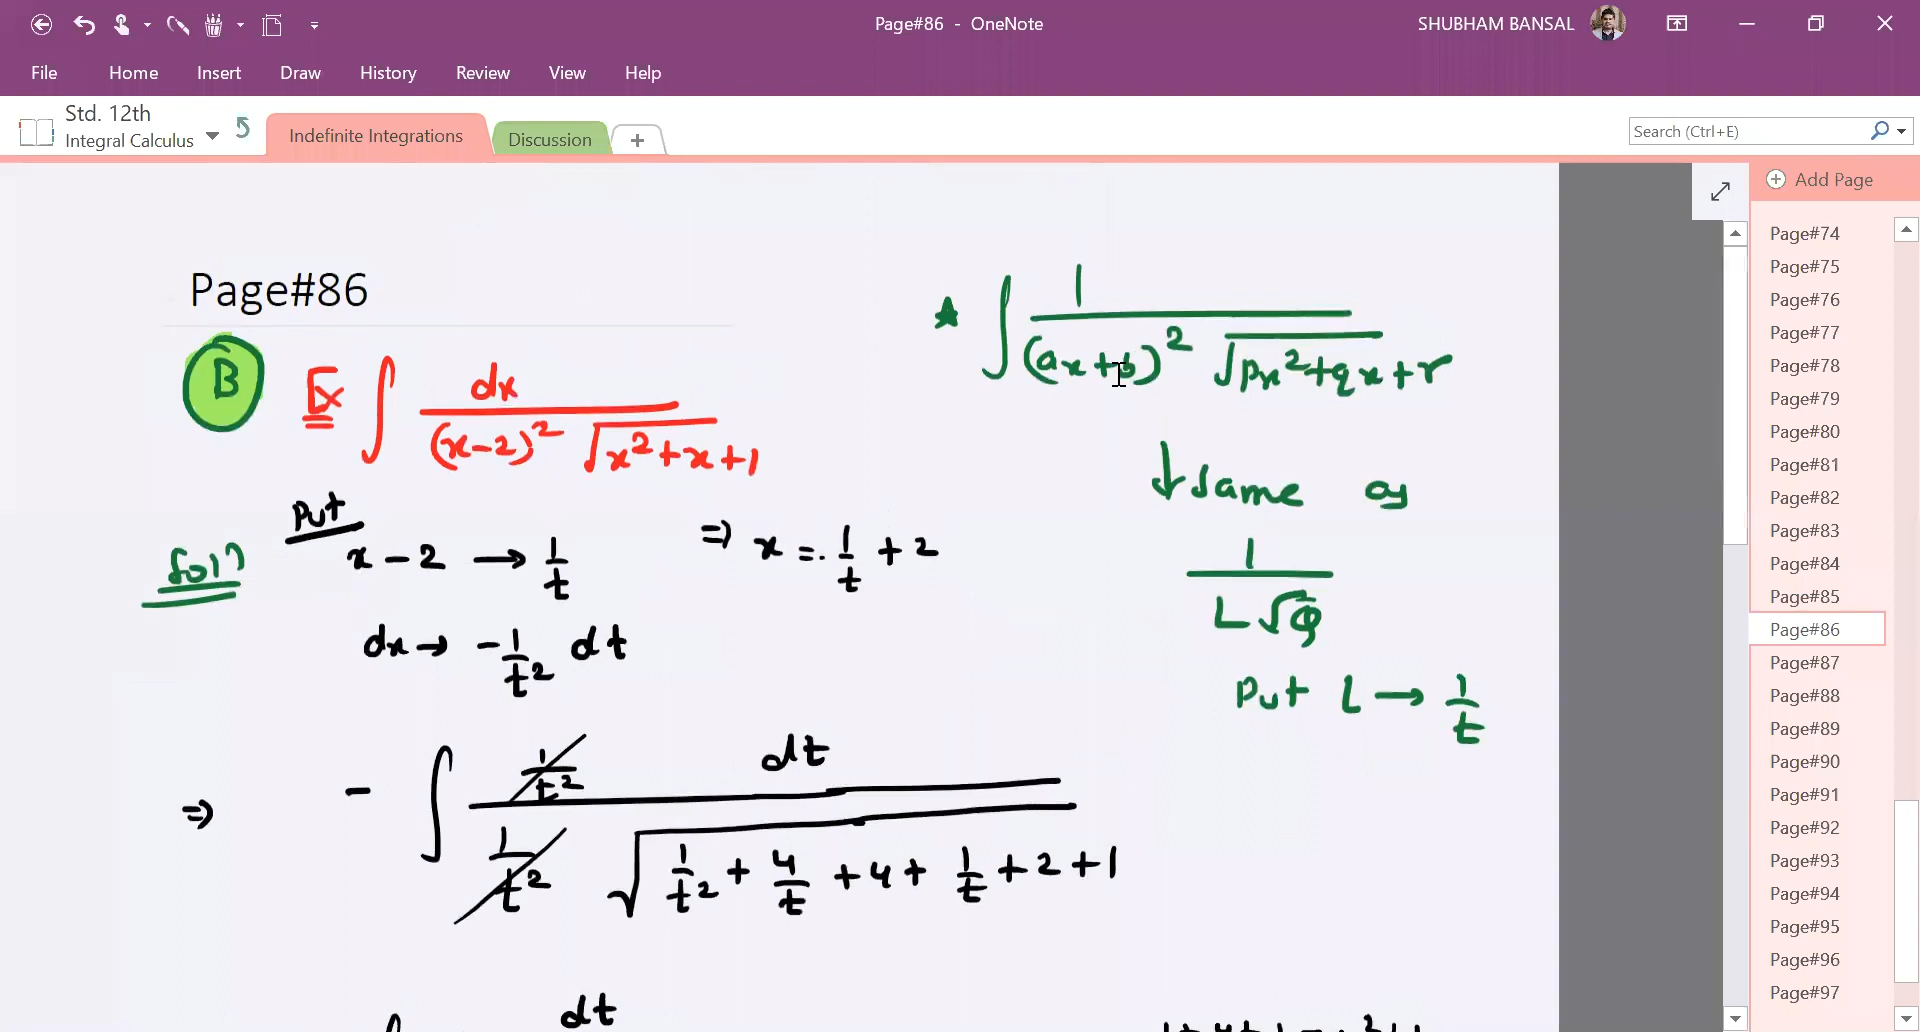 Page#86 - OneNote
SHUBHAM BANSAL
File Home Insert Draw History Review View Help
Std. 12th
Integral Calculus
Indefinite Integrations
Discussion
+
Search (Ctrl+E)
Add Page
Page#74
Page#75
Page#76
Page#77
Page#78
Page#79
Page#80
Page#81
Page#82
Page#83
Page#84
Page#85
Page#86
Page#87
Page#88
Page#89
Page#90
Page#91
Page#92
Page#93
Page#94
Page#95
Page#96
Page#97
Page#86
B Ex ∫ dx / (x-2)² √(x²+x+1)
Soln Put
x - 2 → 1/t ⇒ x = 1/t + 2
dx → -1/t² dt
⇒ - ∫ 1/t² dt / 1/t² √(1/t² + 4/t + 4 + 1/t + 2 + 1)
dt
★ ∫ 1 / (ax+b)² √(px²+qx+r)
↓ same as
1 / L √Q
Put L → 1/t